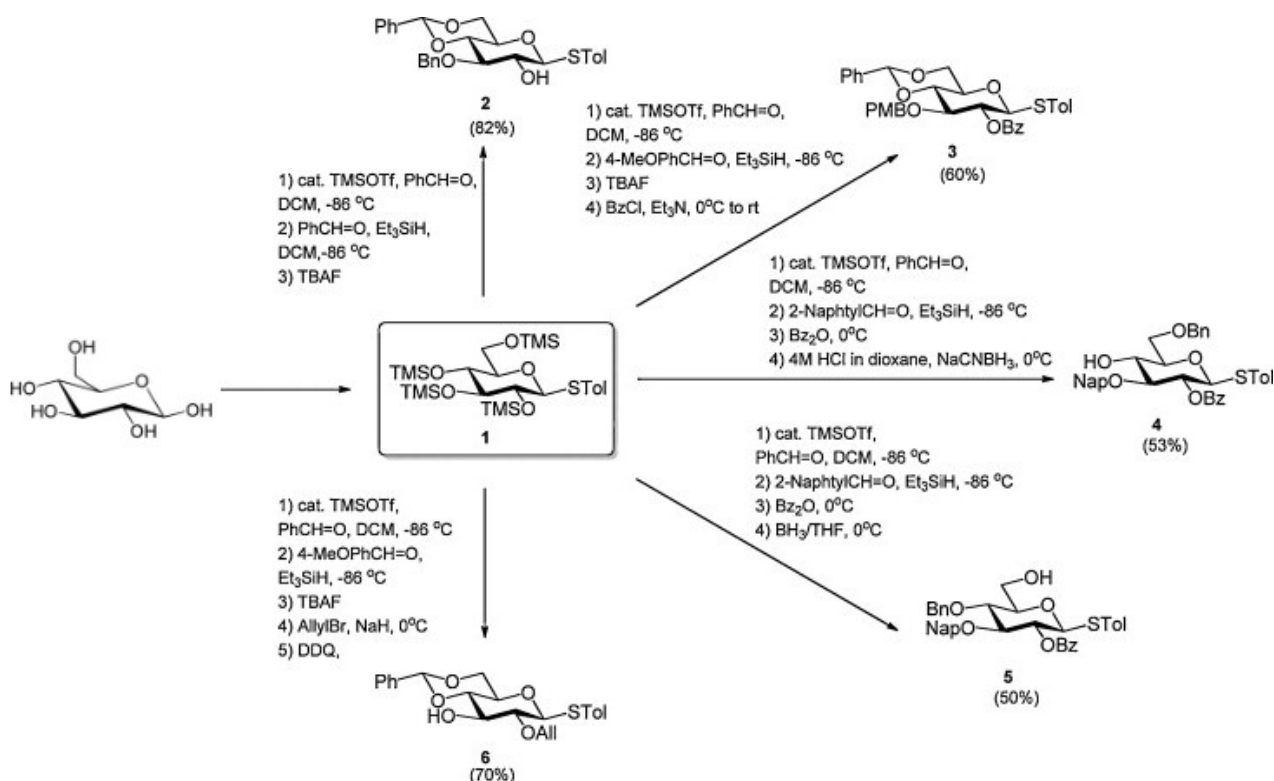 Ph
O
O
O
STol
BnO
OH
2
(82%)
1) cat. TMSOTf, PhCH=O,
DCM, -86 °C
2) PhCH=O, Et3SiH,
DCM,-86 °C
3) TBAF
1) cat. TMSOTf, PhCH=O,
DCM, -86 °C
2) 4-MeOPhCH=O, Et3SiH, -86 °C
3) TBAF
4) BzCl, Et3N, 0°C to rt
Ph
O
O
O
STol
PMBO
OBz
3
(60%)
OH
HO
O
HO
OH
OH
OTMS
TMSO
O
TMSO
STol
TMSO
1
1) cat. TMSOTf, PhCH=O,
DCM, -86 °C
2) 2-NaphtylCH=O, Et3SiH, -86 °C
3) Bz2O, 0°C
4) 4M HCl in dioxane, NaCNBH3, 0°C
OBn
HO
O
NapO
STol
OBz
4
(53%)
1) cat. TMSOTf,
PhCH=O, DCM, -86 °C
2) 2-NaphtylCH=O, Et3SiH, -86 °C
3) Bz2O, 0°C
4) BH3/THF, 0°C
OH
BnO
O
NapO
STol
OBz
5
(50%)
1) cat. TMSOTf,
PhCH=O, DCM, -86 °C
2) 4-MeOPhCH=O,
Et3SiH, -86 °C
3) TBAF
4) AllylBr, NaH, 0°C
5) DDQ,
Ph
O
O
O
STol
HO
OAll
6
(70%)